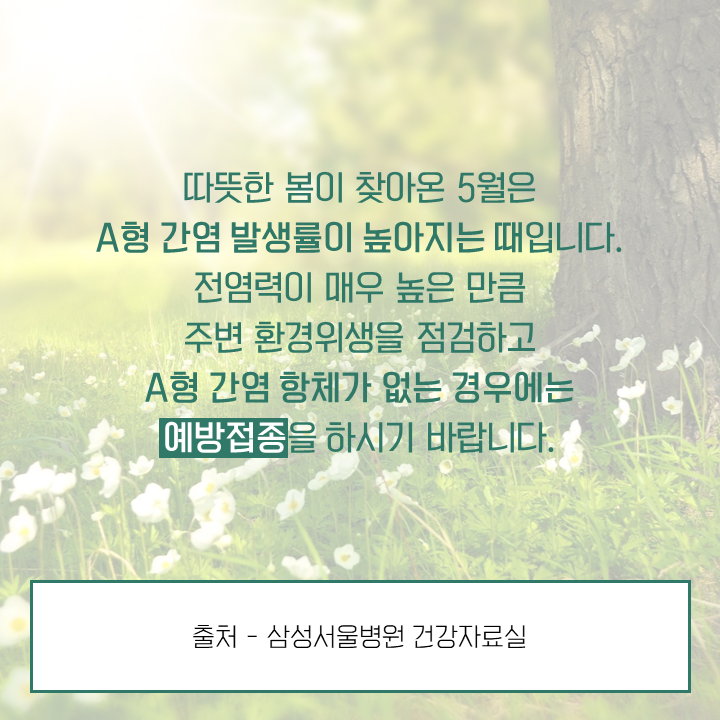 따뜻한 봄이 찾아온 5월은
A형 간염 발생률이 높아지는 때입니다.
전염력이 매우 높은 만큼
주변 환경위생을 점검하고
A형 간염 항체가 없는 경우에는
예방접종을 하시기 바랍니다.
출처 - 삼성서울병원 건강자료실